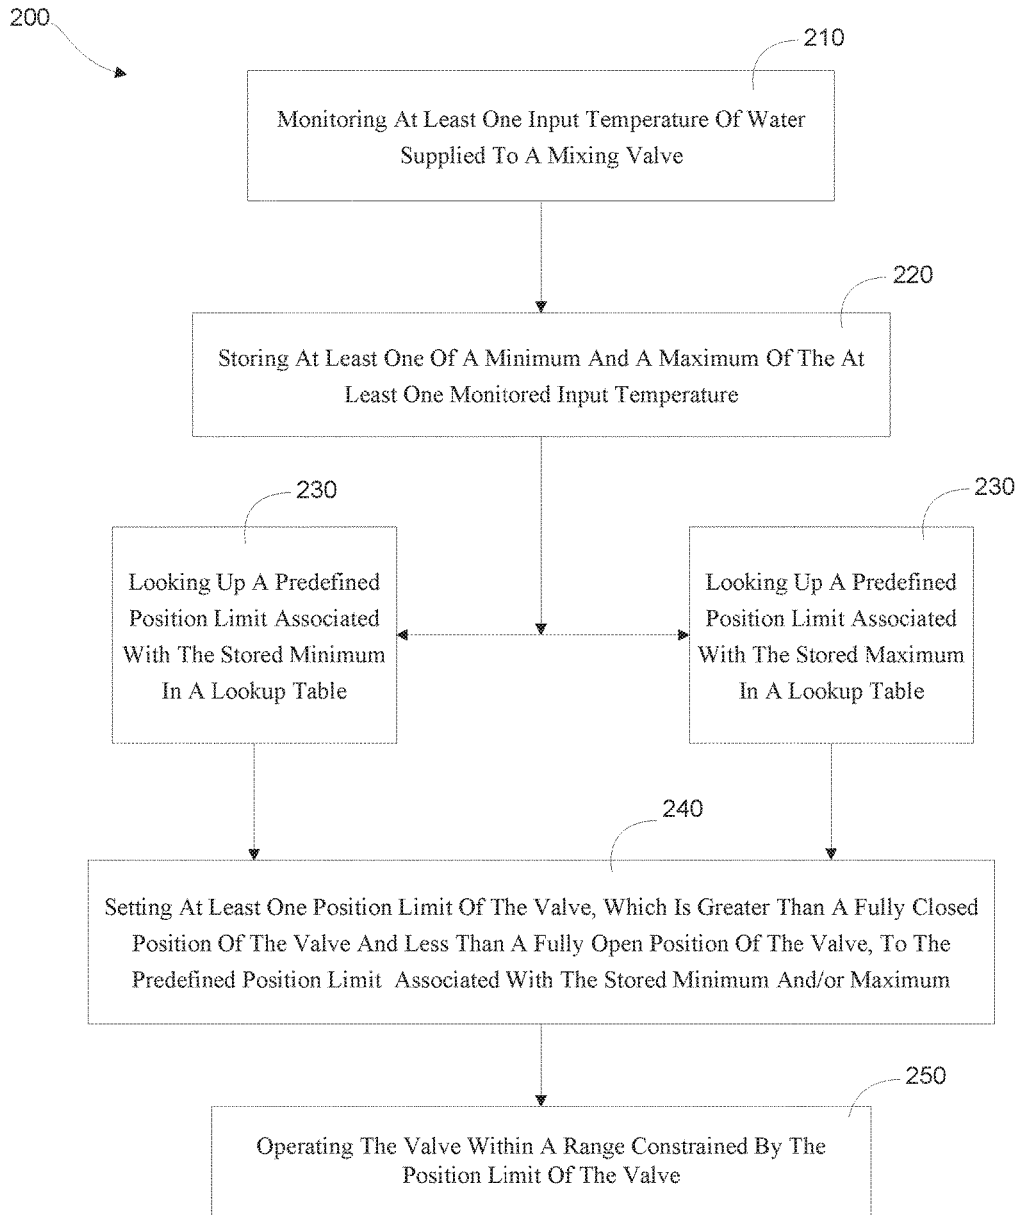 200
210
Monitoring At Least One Input Temperature Of Water
Supplied To A Mixing Valve
220
Storing At Least One Of A Minimum And A Maximum Of The At
Least One Monitored Input Temperature
230
Looking Up A Predefined
Position Limit Associated
With The Stored Minimum
In A Lookup Table
230
Looking Up A Predefined
Position Limit Associated
With The Stored Maximum
In A Lookup Table
240
Setting At Least One Position Limit Of The Valve, Which Is Greater Than A Fully Closed
Position Of The Valve And Less Than A Fully Open Position Of The Valve, To The
Predefined Position Limit Associated With The Stored Minimum And/or Maximum
250
Operating The Valve Within A Range Constrained By The
Position Limit Of The Valve